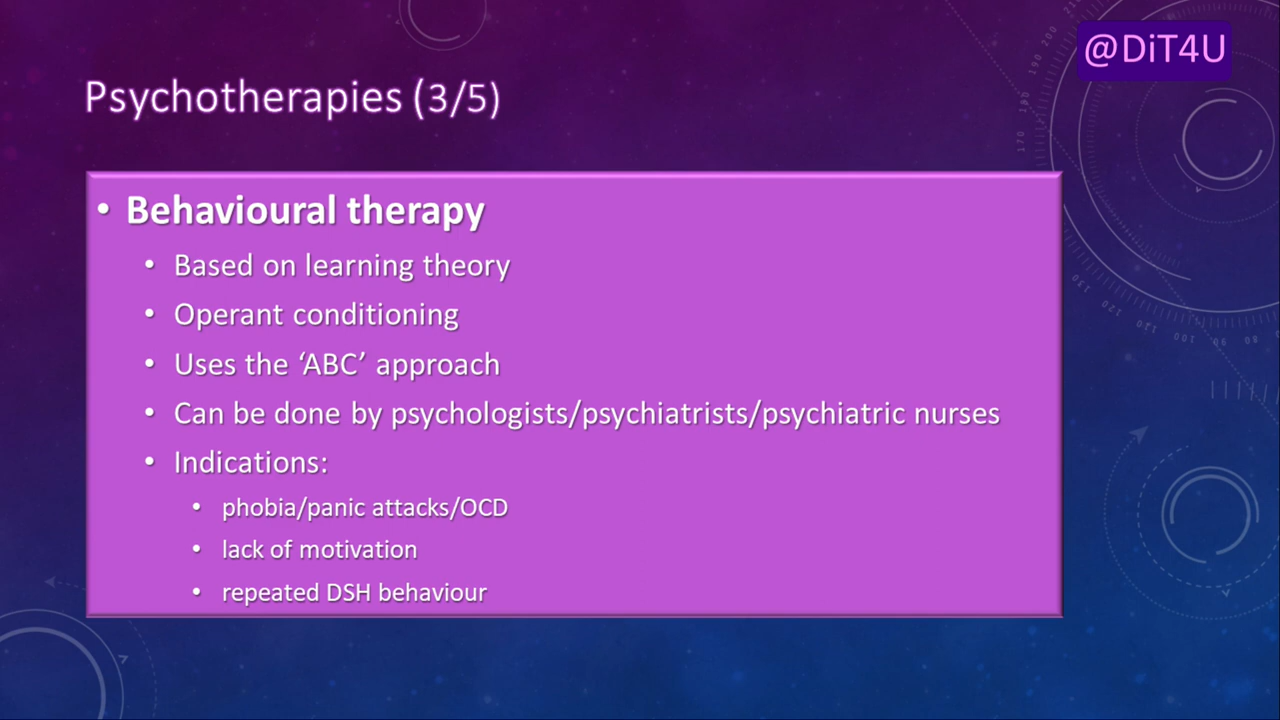 @DiT4U
Psychotherapies (3/5)
• Behavioural therapy
• Based on learning theory
• Operant conditioning
• Uses the ‘ABC’ approach
• Can be done by psychologists/psychiatrists/psychiatric nurses
• Indications:
• phobia/panic attacks/OCD
• lack of motivation
• repeated DSH behaviour